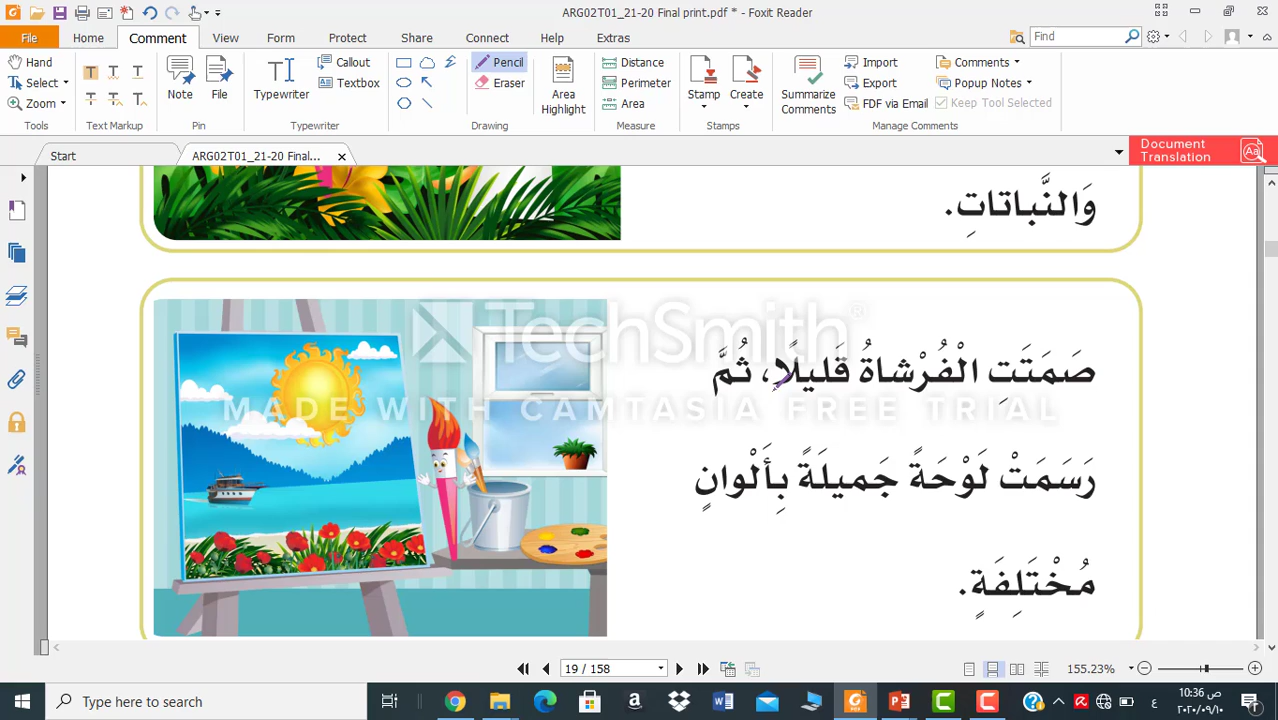 ARG02T01_21-20 Final print.pdf * - Foxit Reader
File Home Comment View Form Protect Share Connect Help Extras
Find
Hand
Select
Zoom
Tools
Text Markup
Note
File
Pin
Typewriter
Callout
Textbox
Typewriter
Pencil
Eraser
Drawing
Area Highlight
Distance
Perimeter
Area
Measure
Stamp
Create
Stamps
Summarize Comments
Import
Export
FDF via Email
Comments
Popup Notes
Keep Tool Selected
Manage Comments
Start
ARG02T01_21-20 Final...
Document Translation
وَالنَّباتاتِ.
TechSmith®
MADE WITH CAMTASIA FREE TRIAL
صَمَتَتِ الْفُرْشاةُ قَليلًا، ثُمَّ
رَسَمَتْ لَوْحَةً جَميلَةً بِأَلْوانٍ
مُخْتَلِفَةٍ.
19 / 158
155.23%
Type here to search
ع
10:36 ص
٢٠٢٠/٠٩/١٠